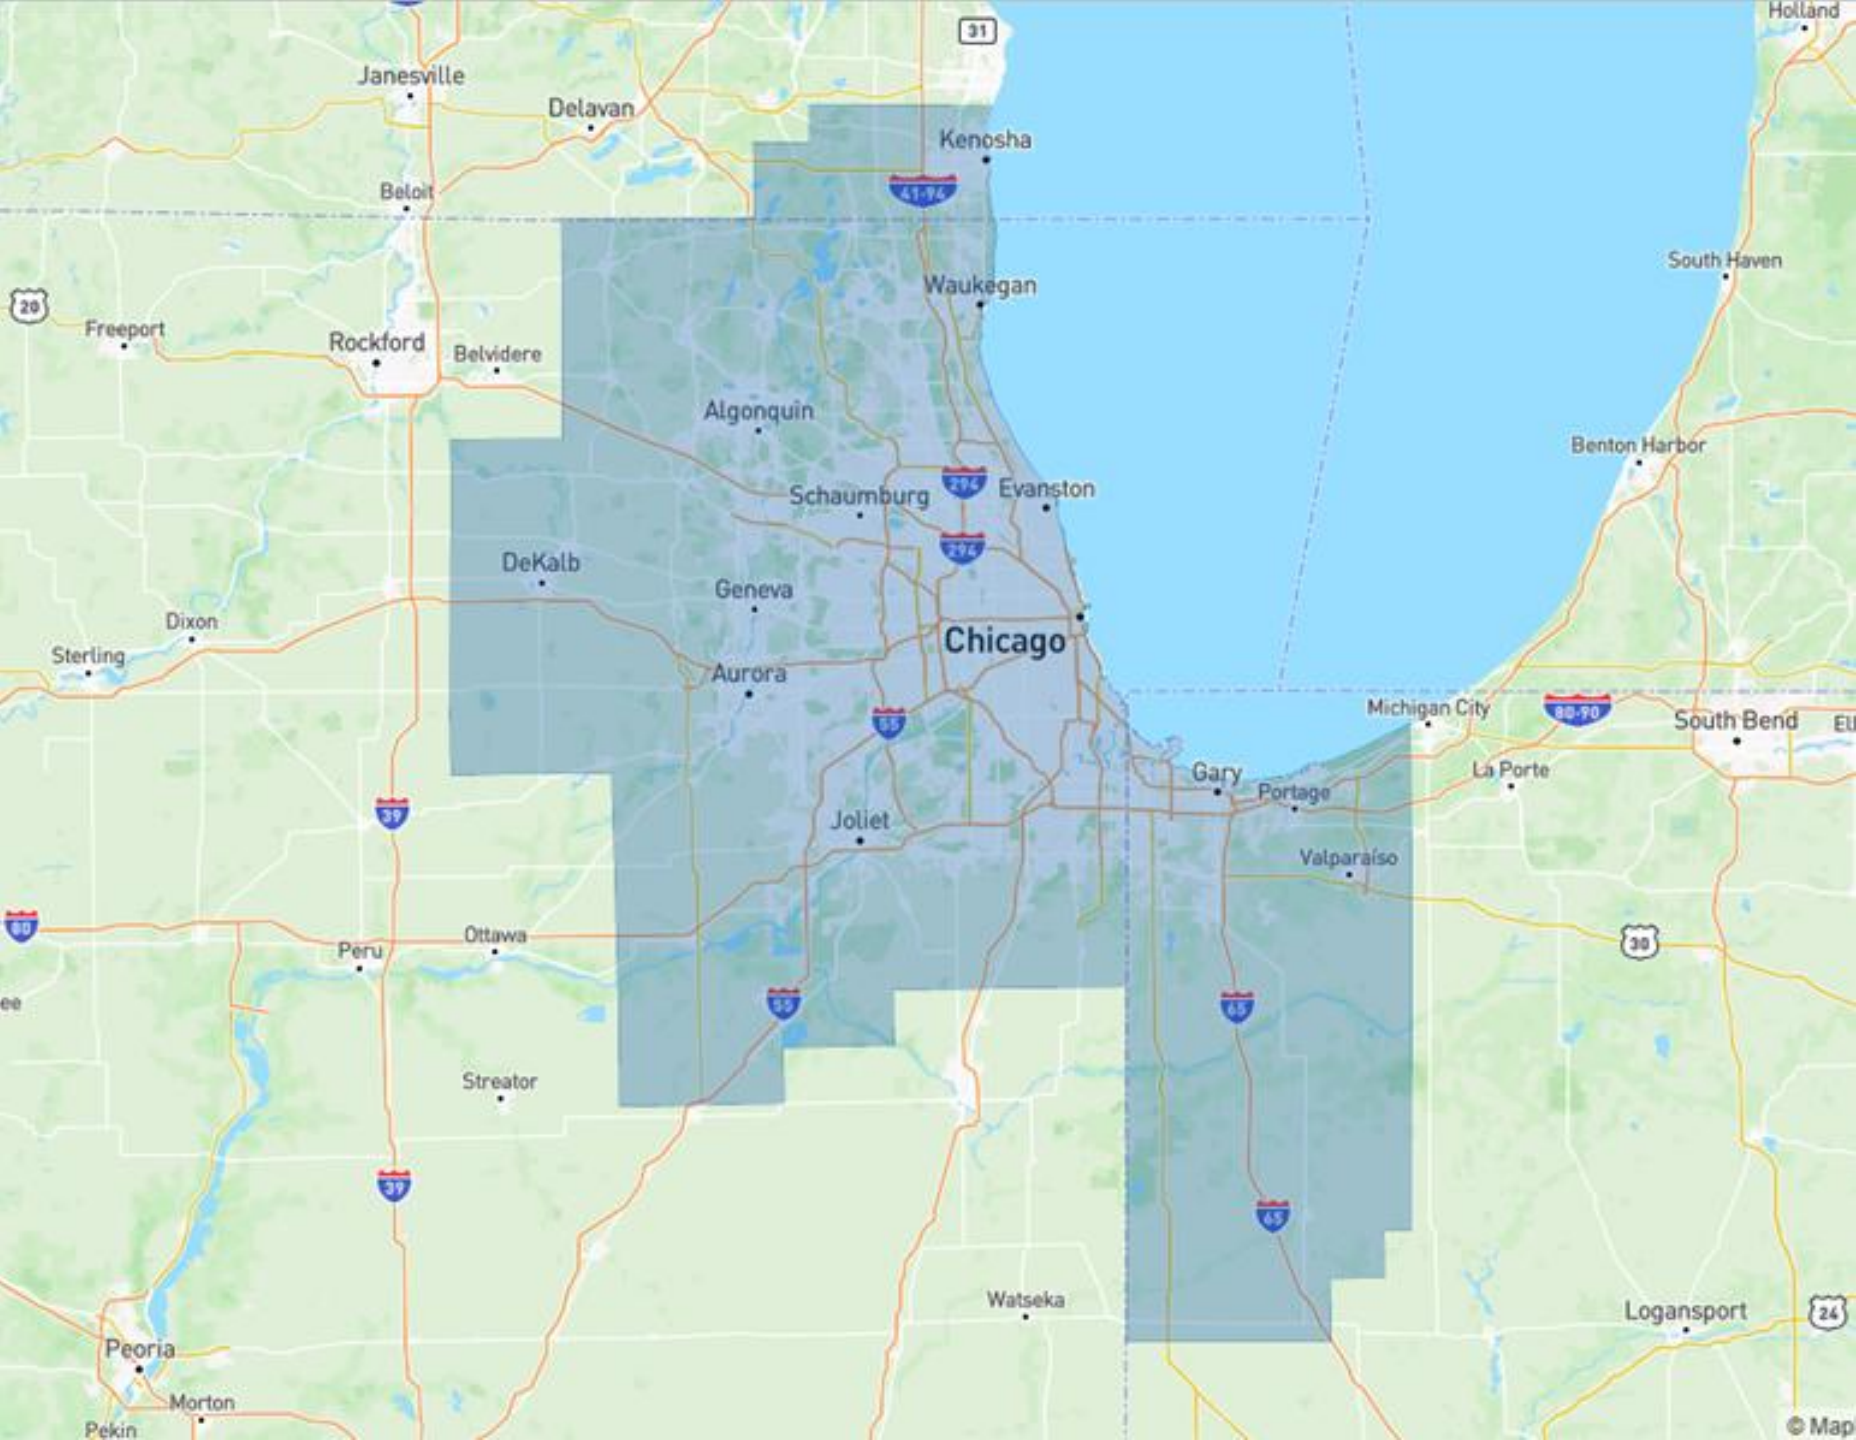 Holland
31
Janesville
Delavan
Kenosha
41-94
Beloit
South Haven
Waukegan
20
Freeport
Rockford
Belvidere
Algonquin
Benton Harbor
294
Schaumburg
Evanston
294
DeKalb
Geneva
Dixon
Chicago
Sterling
Aurora
Michigan City
80-90
55
South Bend
El
Gary
La Porte
Portage
39
Joliet
Valparaiso
80
Ottawa
30
Peru
ee
55
65
Streator
39
65
Watseka
Logansport
24
Peoria
Morton
Pekin
© Map